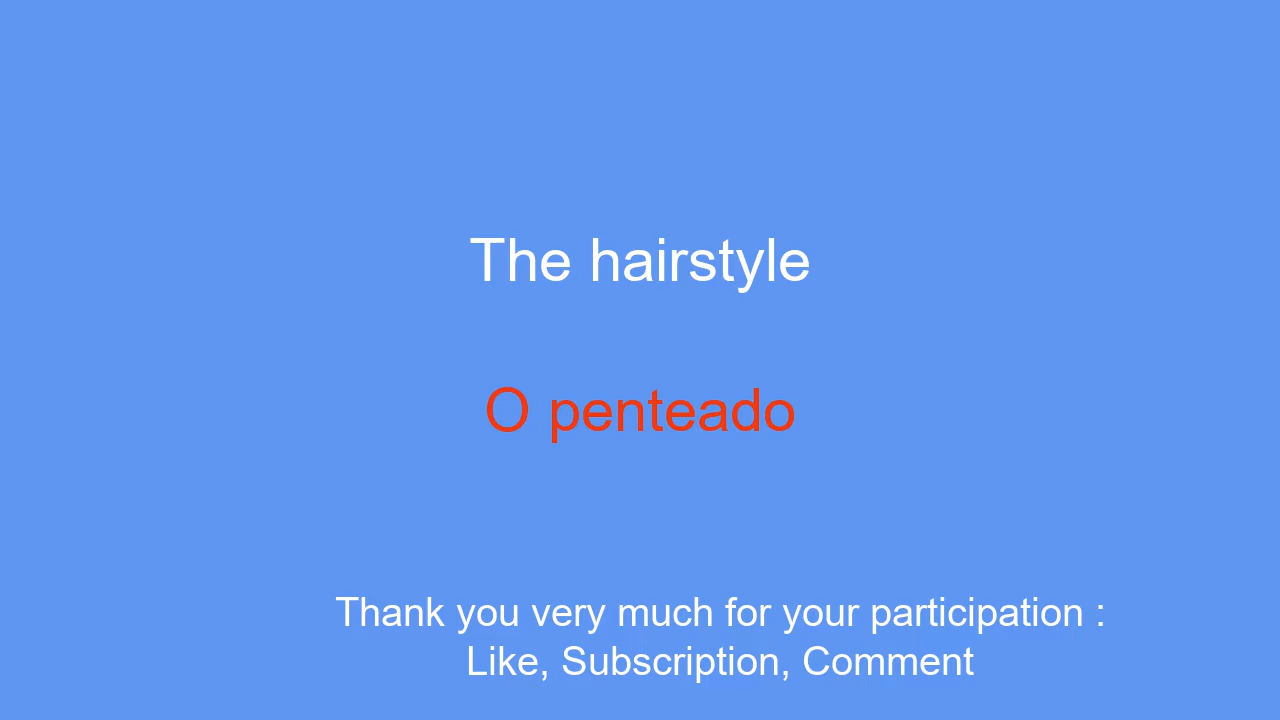 The hairstyle
O penteado
Thank you very much for your participation :
Like, Subscription, Comment